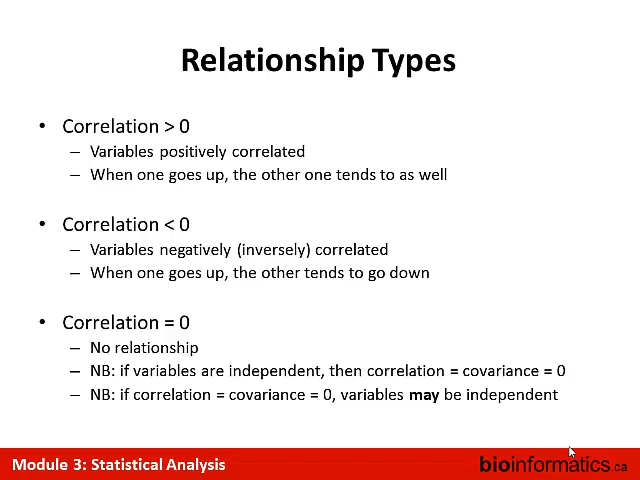 Relationship Types
• Correlation > 0
– Variables positively correlated
– When one goes up, the other one tends to as well
• Correlation < 0
– Variables negatively (inversely) correlated
– When one goes up, the other tends to go down
• Correlation = 0
– No relationship
– NB: if variables are independent, then correlation = covariance = 0
– NB: if correlation = covariance = 0, variables may be independent
Module 3: Statistical Analysis
bioinformatics.ca